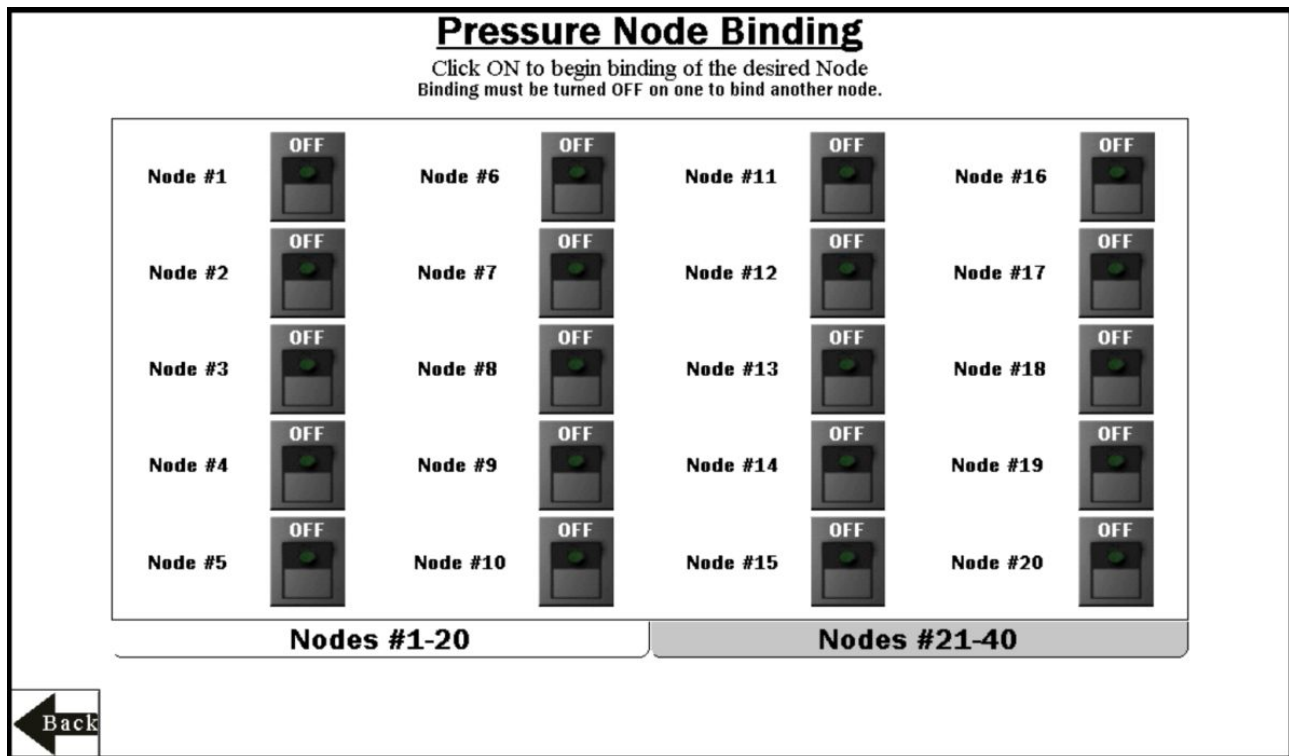 Pressure Node Binding
Click ON to begin binding of the desired Node
Binding must be turned OFF on one to bind another node.
OFF OFF OFF OFF
Node #1 Node #6 Node #11 Node #16
OFF OFF OFF OFF
Node #2 Node #7 Node #12 Node #17
OFF OFF OFF OFF
Node #3 Node #8 Node #13 Node #18
OFF OFF OFF OFF
Node #4 Node #9 Node #14 Node #19
OFF OFF OFF OFF
Node #5 Node #10 Node #15 Node #20
Nodes #1-20 Nodes #21-40
Back